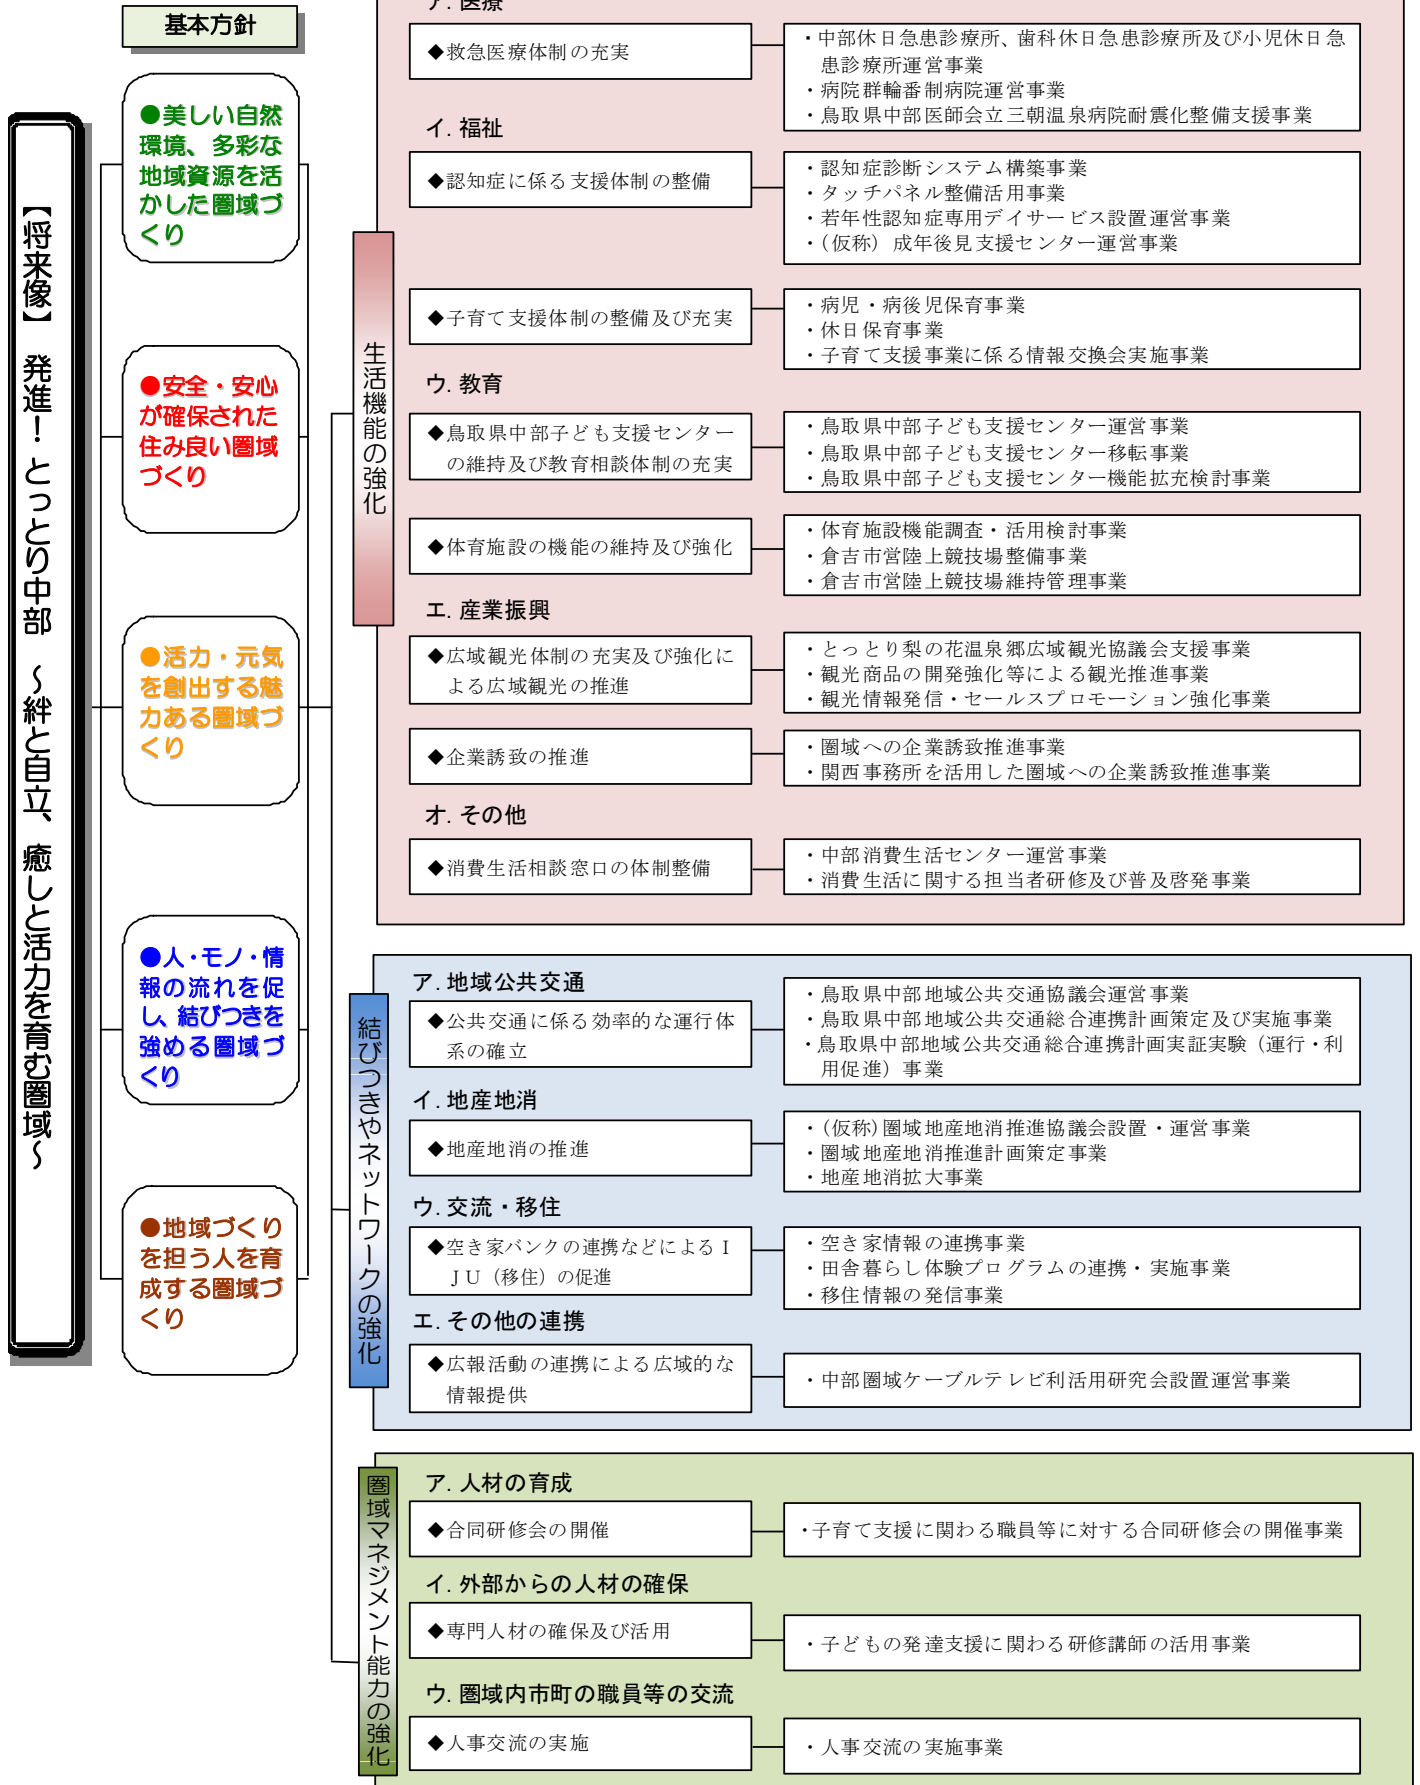 基本方針
【将来像】 発進！とっとり中部 ～絆と自立、癒しと活力を育む圏域～
●美しい自然
環境、多彩な
地域資源を活
かした圏域づ
くり
●安全・安心
が確保された
住み良い圏域
づくり
●活力・元気
を創出する魅
力ある圏域づ
くり
●人・モノ・情
報の流れを促
し、結びつきを
強める圏域づ
くり
●地域づくり
を担う人を育
成する圏域づ
くり
生活機能の強化
ア．医療
◆救急医療体制の充実
・中部休日急患診療所、歯科休日急患診療所及び小児休日急
患診療所運営事業
・病院群輪番制病院運営事業
・鳥取県中部医師会立三朝温泉病院耐震化整備支援事業
イ．福祉
◆認知症に係る支援体制の整備
・認知症診断システム構築事業
・タッチパネル整備活用事業
・若年性認知症専用デイサービス設置運営事業
・（仮称）成年後見支援センター運営事業
◆子育て支援体制の整備及び充実
・病児・病後児保育事業
・休日保育事業
・子育て支援事業に係る情報交換会実施事業
ウ．教育
◆鳥取県中部子ども支援センター
の維持及び教育相談体制の充実
・鳥取県中部子ども支援センター運営事業
・鳥取県中部子ども支援センター移転事業
・鳥取県中部子ども支援センター機能拡充検討事業
◆体育施設の機能の維持及び強化
・体育施設機能調査・活用検討事業
・倉吉市営陸上競技場整備事業
・倉吉市営陸上競技場維持管理事業
エ．産業振興
◆広域観光体制の充実及び強化に
よる広域観光の推進
・とっとり梨の花温泉郷広域観光協議会支援事業
・観光商品の開発強化等による観光推進事業
・観光情報発信・セールスプロモーション強化事業
◆企業誘致の推進
・圏域への企業誘致推進事業
・関西事務所を活用した圏域への企業誘致推進事業
オ．その他
◆消費生活相談窓口の体制整備
・中部消費生活センター運営事業
・消費生活に関する担当者研修及び普及啓発事業
結びつきやネットワークの強化
ア．地域公共交通
◆公共交通に係る効率的な運行体
系の確立
・鳥取県中部地域公共交通協議会運営事業
・鳥取県中部地域公共交通総合連携計画策定及び実施事業
・鳥取県中部地域公共交通総合連携計画実証実験（運行・利
用促進）事業
イ．地産地消
◆地産地消の推進
・（仮称）圏域地産地消推進協議会設置・運営事業
・圏域地産地消推進計画策定事業
・地産地消拡大事業
ウ．交流・移住
◆空き家バンクの連携などによるＩ
ＪＵ（移住）の促進
・空き家情報の連携事業
・田舎暮らし体験プログラムの連携・実施事業
・移住情報の発信事業
エ．その他の連携
◆広報活動の連携による広域的な
情報提供
・中部圏域ケーブルテレビ利活用研究会設置運営事業
圏域マネジメント能力の強化
ア．人材の育成
◆合同研修会の開催
・子育て支援に関わる職員等に対する合同研修会の開催事業
イ．外部からの人材の確保
◆専門人材の確保及び活用
・子どもの発達支援に関わる研修講師の活用事業
ウ．圏域内市町の職員等の交流
◆人事交流の実施
・人事交流の実施事業